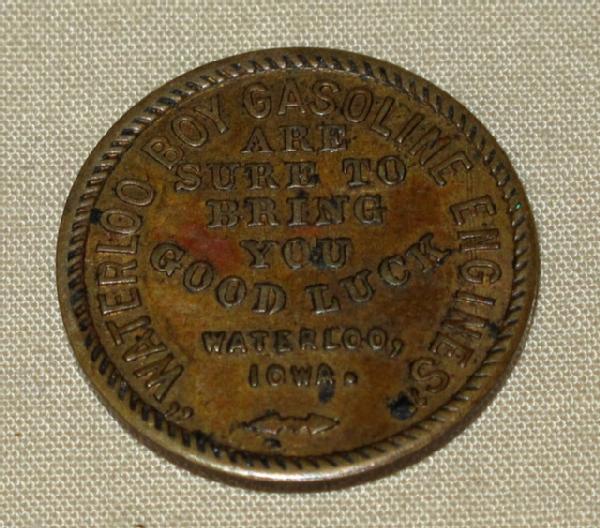 "WATERLOO BOY GASOLINE ENGINES"
ARE
SURE TO
BRING
YOU
GOOD LUCK
WATERLOO,
IOWA.